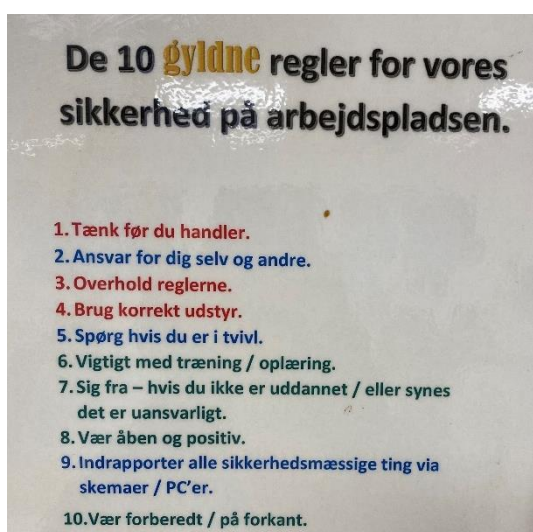 De 10 gyldne regler for vores
sikkerhed på arbejdspladsen.
1. Tænk før du handler.
2. Ansvar for dig selv og andre.
3. Overhold reglerne.
4. Brug korrekt udstyr.
5. Spørg hvis du er i tvivl.
6. Vigtigt med træning / oplæring.
7. Sig fra – hvis du ikke er uddannet / eller synes
det er uansvarligt.
8. Vær åben og positiv.
9. Indrapporter alle sikkerhedsmæssige ting via
skemaer / PC’er.
10.Vær forberedt / på forkant.